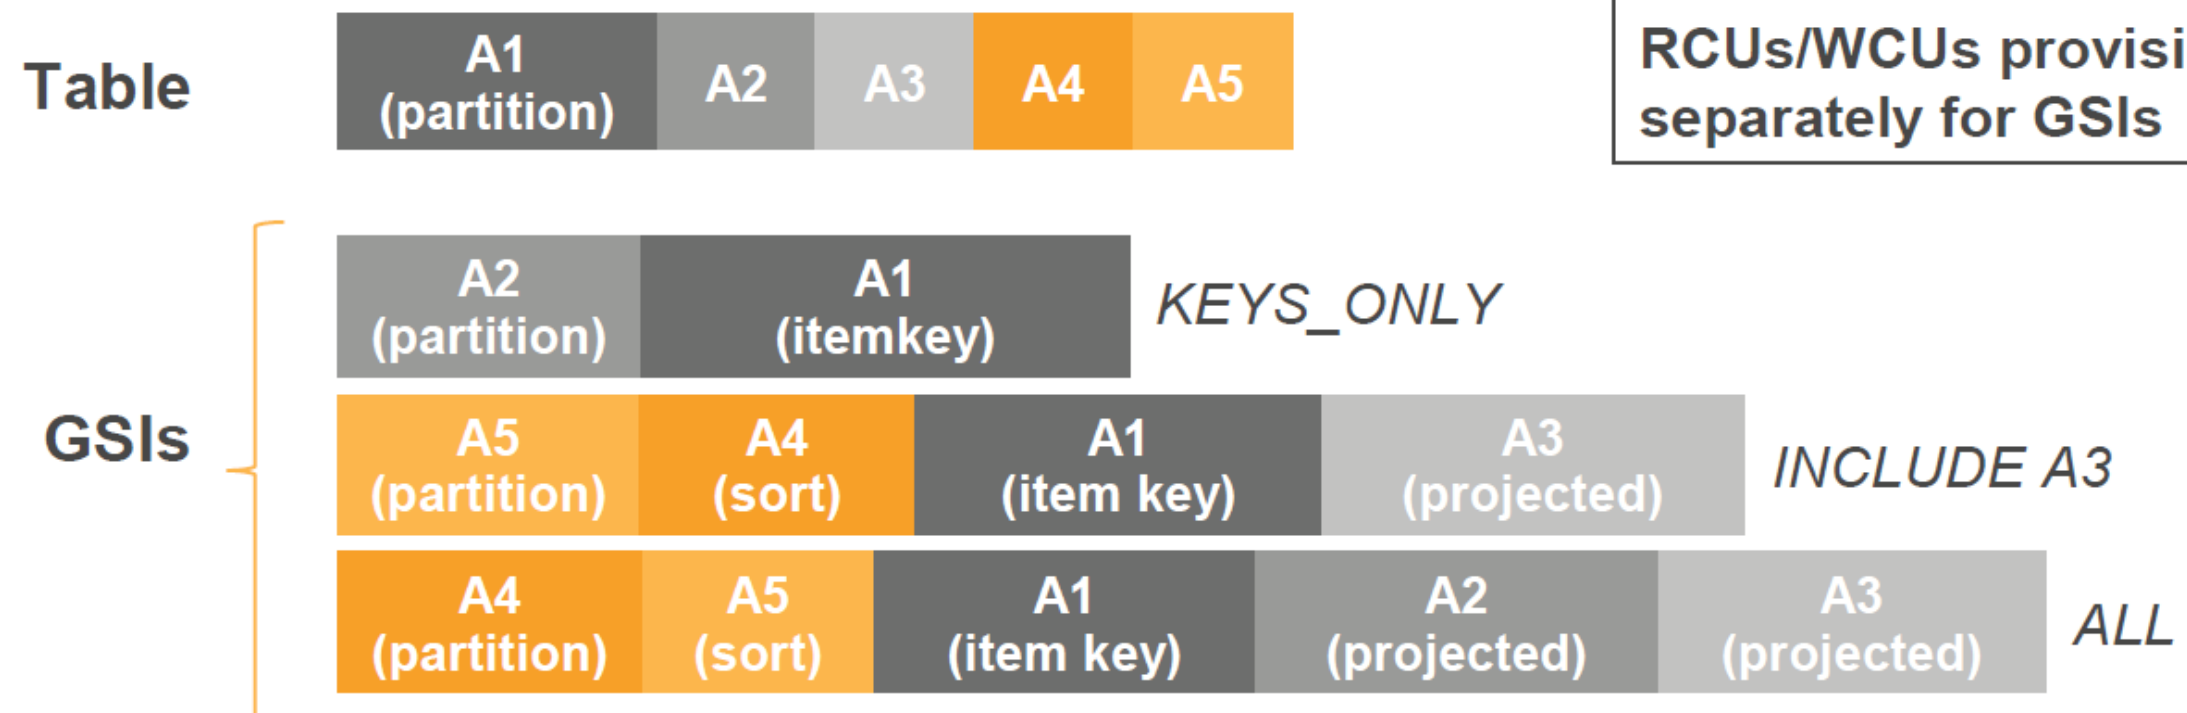 Table
A1
(partition)
A2
A3
A4
A5
RCUs/WCUs
separately for GSIs
GSIs
A2
(partition)
A1
(itemkey)
KEYS_ONLY
A5
(partition)
A4
(sort)
A1
(item key)
A3
(projected)
INCLUDE A3
A4
(partition)
A5
(sort)
A1
(item key)
A2
(projected)
A3
(projected)
ALL